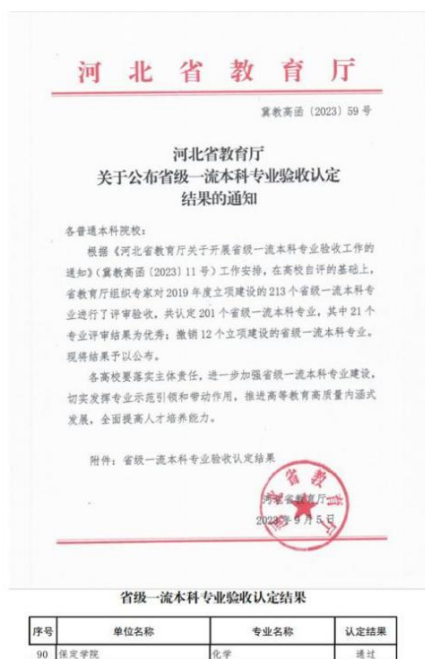 河北省教育厅
冀教高函〔2023〕59号
河北省教育厅
关于公布省级一流本科专业验收认定
结果的通知
各普通本科院校：
根据《河北省教育厅关于开展省级一流本科专业验收工作的
通知》（冀教高函〔2023〕11号）工作安排，在高校自评的基础上，
省教育厅组织专家对2019年度立项建设的213个省级一流本科专
业进行了评审验收，共认定201个省级一流本科专业，其中21个
专业评审结果为优秀；撤销12个立项建设的省级一流本科专业。
现将结果予以公布。
各高校要落实主体责任，进一步加强省级一流本科专业建设，
切实发挥专业示范引领和带动作用，推进高等教育高质量内涵式
发展，全面提高人才培养能力。
附件：省级一流本科专业验收认定结果
河北省教育厅
河北省教育厅
2023年9月5日
省级一流本科专业验收认定结果
序号 单位名称 专业名称 认定结果
90 保定学院 化学 通过